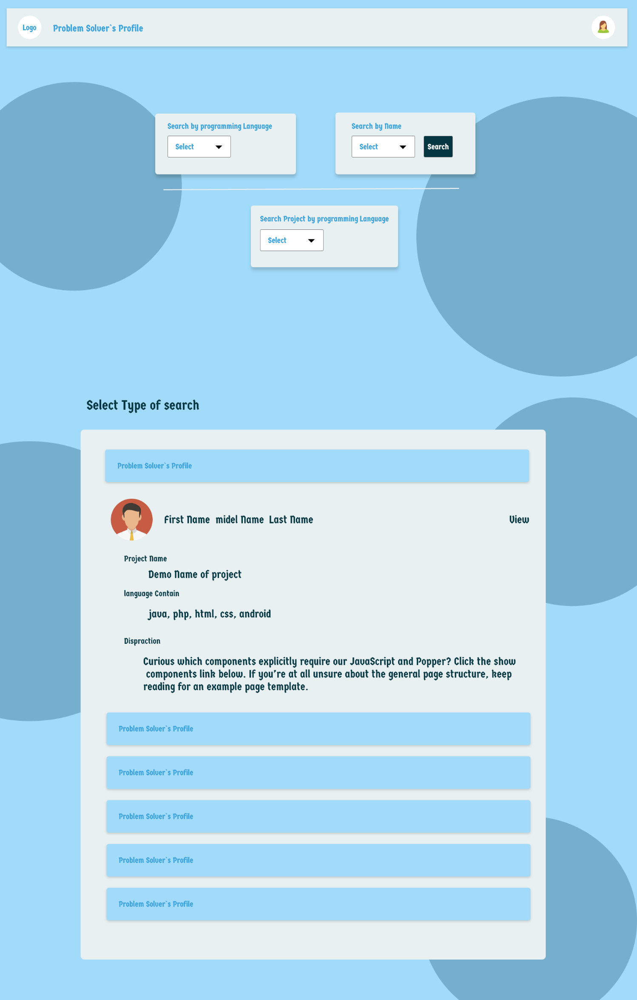 Logo
Problem Solver`s Profile
Search by programming Language
Select
Search by Name
Select
Search
Search Project by programming Language
Select
Select Type of search
Problem Solver`s Profile
First Name  midel Name  Last Name
View
Project Name
Demo Name of project
language Contain
java, php, html, css, android
Dispraction
Curious which components explicitly require our JavaScript and Popper? Click the show
components link below. If you’re at all unsure about the general page structure, keep
reading for an example page template.
Problem Solver`s Profile
Problem Solver`s Profile
Problem Solver`s Profile
Problem Solver`s Profile
Problem Solver`s Profile